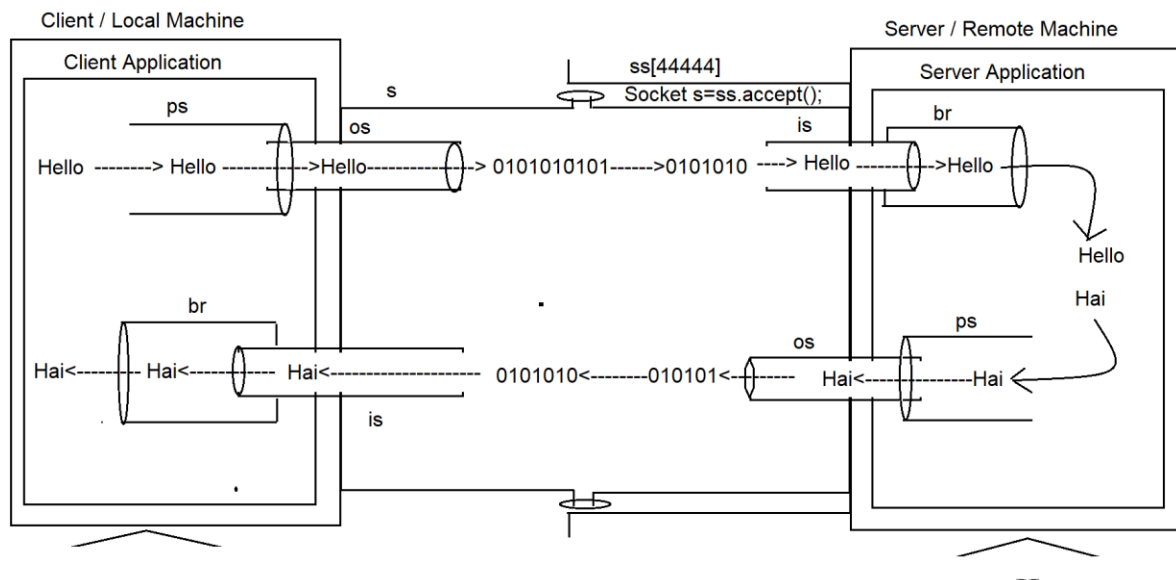 Client / Local Machine
Server / Remote Machine
Client Application
ss[44444]
Server Application
s
Socket s=ss.accept();
ps
os
is
br
Hello --------> Hello --------->Hello-----------> 0101010101------>0101010 ----> Hello --------->Hello
Hello
Hai
br
ps
os
Hai<--------- Hai<---------- Hai<----------------- 0101010<--------010101<-------- Hai<--------------Hai
is